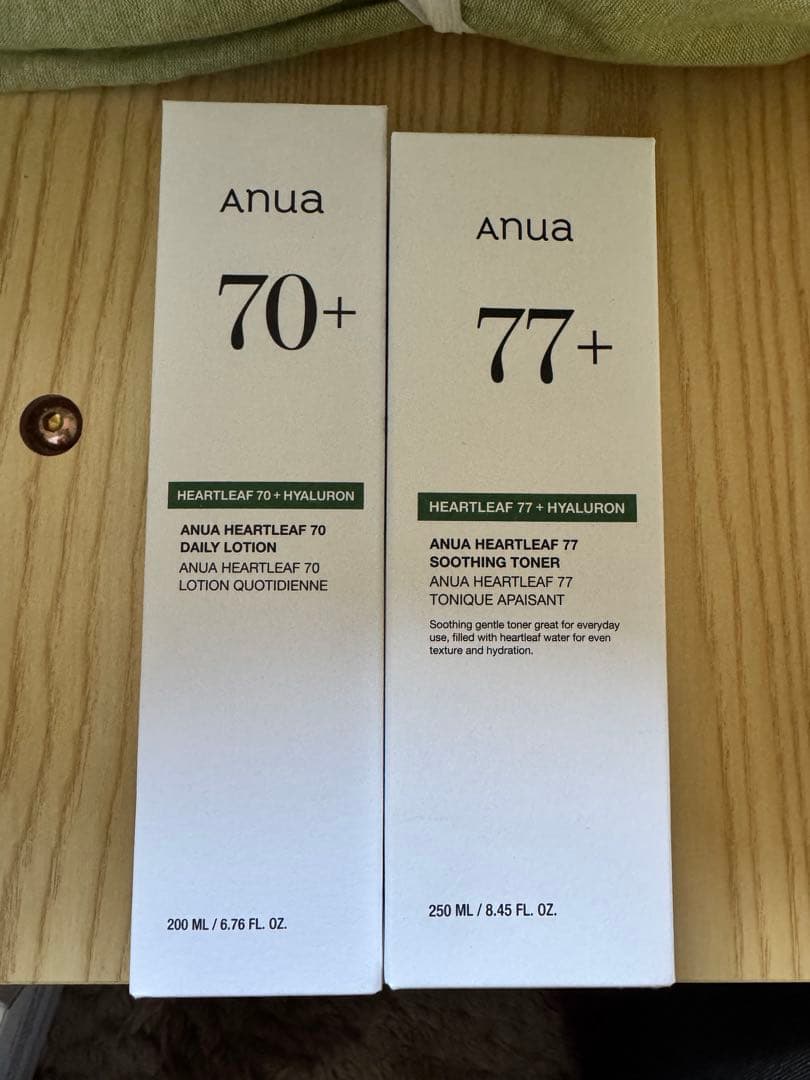 Anua
70+
HEARTLEAF 70 + HYALURON
ANUA HEARTLEAF 70
DAILY LOTION
ANUA HEARTLEAF 70
LOTION QUOTIDIENNE
200 ML / 6.76 FL. OZ.
Anua
77+
HEARTLEAF 77 + HYALURON
ANUA HEARTLEAF 77
SOOTHING TONER
ANUA HEARTLEAF 77
TONIQUE APAISANT
Soothing gentle toner great for everyday
use, filled with heartleaf water for even
texture and hydration.
250 ML / 8.45 FL. OZ.